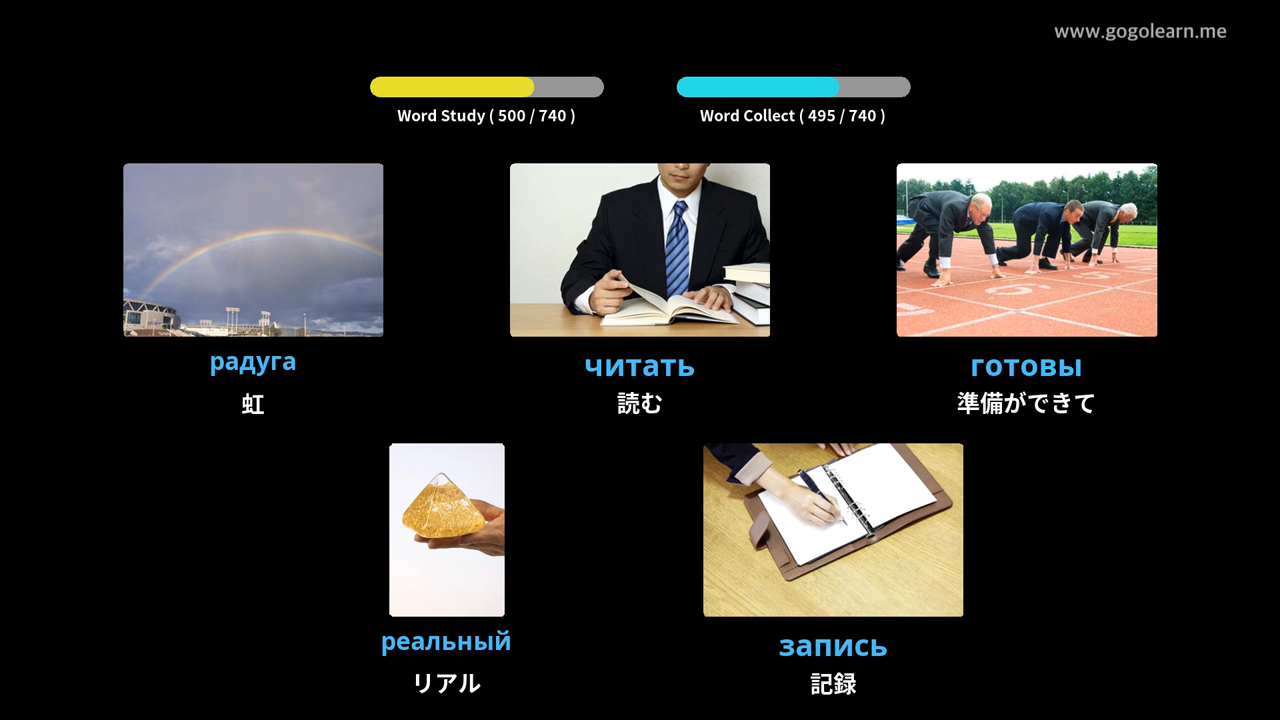 www.gogolearn.me
Word Study ( 500 / 740 )
Word Collect ( 495 / 740 )
радуга
虹
читать
読む
готовы
準備ができて
реальный
リアル
запись
記録